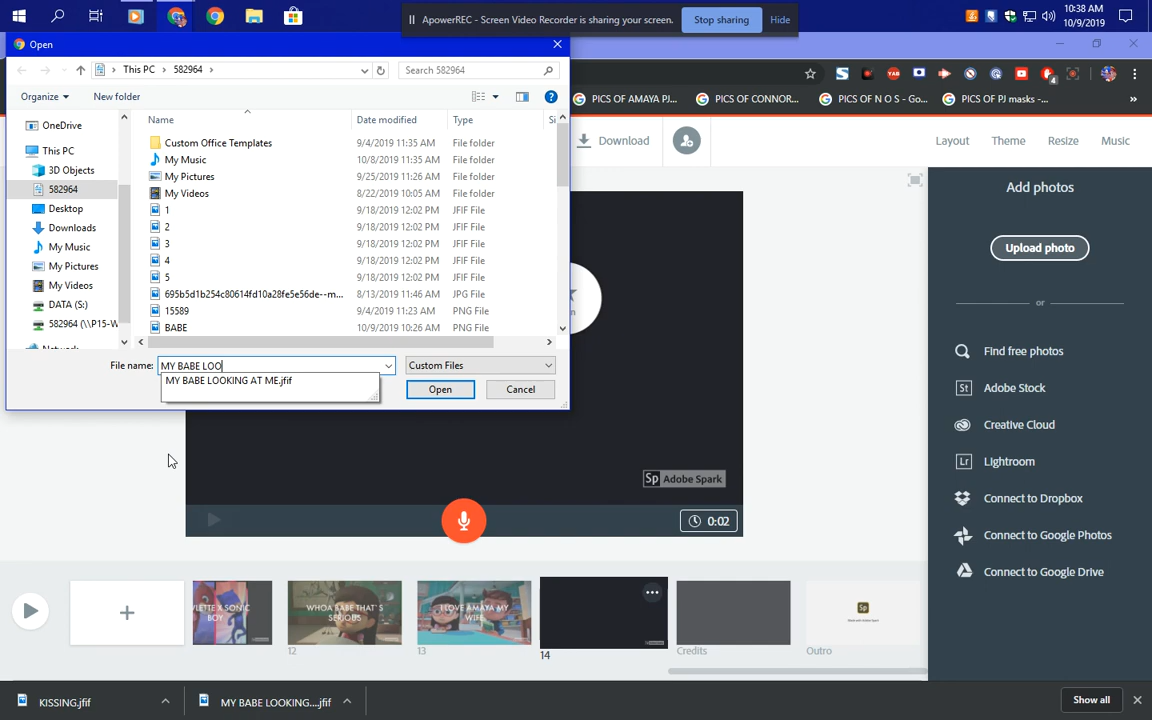 ApowerREC - Screen Video Recorder is sharing your screen.
Stop sharing
Hide
10:38 AM
10/9/2019
Open
This PC
582964
Search 582964
PICS OF AMAYA PJ...
PICS OF CONNOR...
PICS OF N O S - Go...
PICS OF PJ masks -...
Organize
New folder
Name
Date modified
Type
Si
OneDrive
This PC
3D Objects
582964
Desktop
Downloads
My Music
My Pictures
My Videos
DATA (S:)
582964 (\\P15-W
Custom Office Templates 9/4/2019 11:35 AM File folder
My Music 10/8/2019 11:35 AM File folder
My Pictures 9/25/2019 11:26 AM File folder
My Videos 8/22/2019 10:05 AM File folder
1 9/18/2019 12:02 PM JFIF File
2 9/18/2019 12:02 PM JFIF File
3 9/18/2019 12:02 PM JFIF File
4 9/18/2019 12:02 PM JFIF File
5 9/18/2019 12:02 PM JFIF File
695b5d1b254c80614fd10a28fe5e56de--m... 8/13/2019 11:46 AM JPG File
15589 9/4/2019 11:23 AM PNG File
BABE 10/9/2019 10:26 AM PNG File
File name: MY BABE LOO
Custom Files
MY BABE LOOKING AT ME.jfif
Open
Cancel
Download
Layout
Theme
Resize
Music
Add photos
Upload photo
or
Find free photos
Adobe Stock
Creative Cloud
Lightroom
Connect to Dropbox
Connect to Google Photos
Connect to Google Drive
Sp Adobe Spark
0:02
LETTE X SONIC
BOY
WHOA BABE THAT'S
SERIOUS
12
I LOVE AMAYA MY
WIFE
13
14
Credits
Outro
KISSING.jfif
MY BABE LOOKING....jfif
Show all